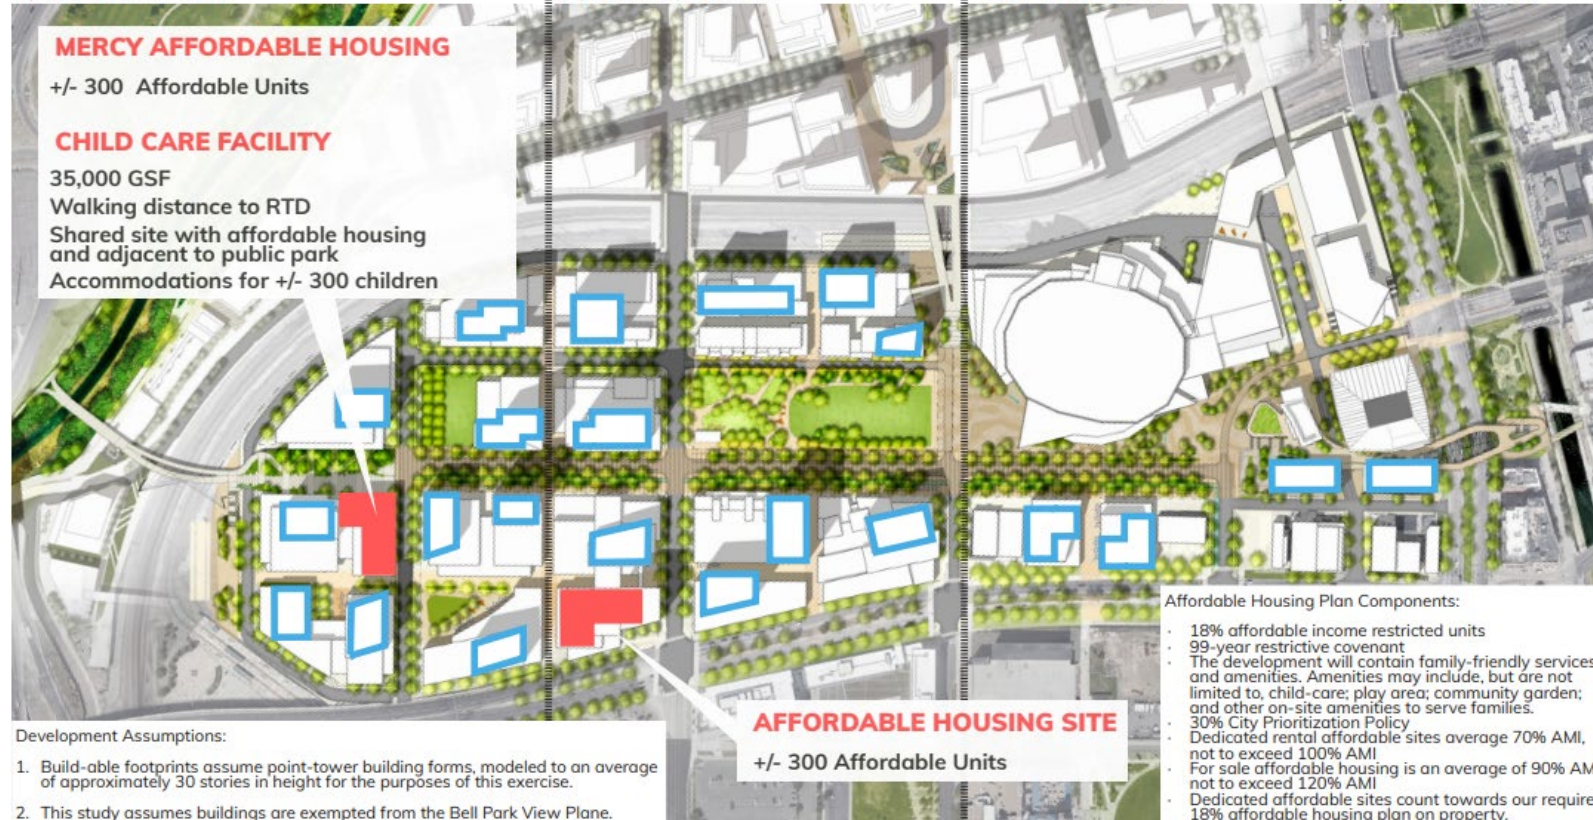 MERCY AFFORDABLE HOUSING
+/- 300 Affordable Units
CHILD CARE FACILITY
35,000 GSF
Walking distance to RTD
Shared site with affordable housing
and adjacent to public park
Accommodations for +/- 300 children
AFFORDABLE HOUSING SITE
+/- 300 Affordable Units
Development Assumptions:
1. Build-able footprints assume point-tower building forms, modeled to an average
of approximately 30 stories in height for the purposes of this exercise.
2. This study assumes buildings are exempted from the Bell Park View Plane.
Affordable Housing Plan Components:
· 18% affordable income restricted units
· 99-year restrictive covenant
· The development will contain family-friendly services
and amenities. Amenities may include, but are not
limited to, child-care; play area; community garden;
and other on-site amenities to serve families.
· 30% City Prioritization Policy
· Dedicated rental affordable sites average 70% AMI,
not to exceed 100% AMI
· For sale affordable housing is an average of 90% AM
not to exceed 120% AMI
· Dedicated affordable sites count towards our require
18% affordable housing plan on property.